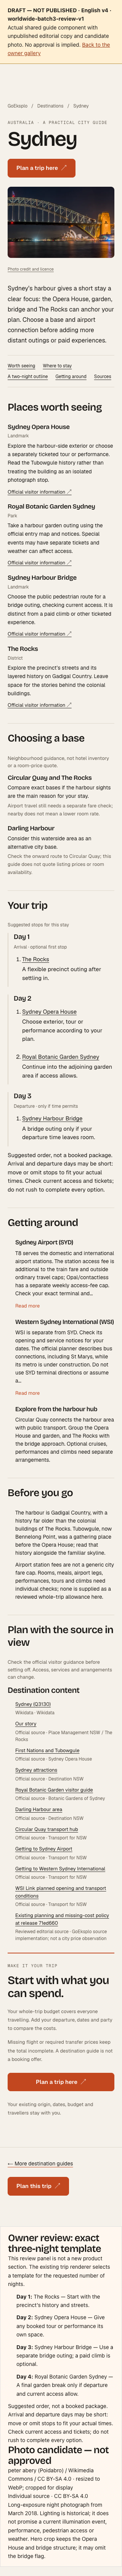 DRAFT — NOT PUBLISHED · English v4 ·
worldwide-batch3-review-v1
Actual shared guide component with
unpublished editorial copy and candidate
photo. No approval is implied. Back to the
owner gallery
GoEksplo / Destinations / Sydney
AUSTRALIA · A PRACTICAL CITY GUIDE
Sydney
Plan a trip here ↗
Photo credit and licence
Sydney's harbour gives a short stay a
clear focus: the Opera House, garden,
bridge and The Rocks can anchor your
plan. Choose a base and airport
connection before adding more
distant outings or paid experiences.
Worth seeing Where to stay
A two-night outline Getting around Sources
Places worth seeing
Sydney Opera House
Landmark
Explore the harbour-side exterior or choose
a separately ticketed tour or performance.
Read the Tubowgule history rather than
treating the building as an isolated
photograph stop.
Official visitor information ↗
Royal Botanic Garden Sydney
Park
Take a harbour garden outing using the
official entry map and notices. Special
events may have separate tickets and
weather can affect access.
Official visitor information ↗
Sydney Harbour Bridge
Landmark
Choose the public pedestrian route for a
bridge outing, checking current access. It is
distinct from a paid climb or other ticketed
experience.
Official visitor information ↗
The Rocks
District
Explore the precinct's streets and its
layered history on Gadigal Country. Leave
space for the stories behind the colonial
buildings.
Official visitor information ↗
Choosing a base
Neighbourhood guidance, not hotel inventory
or a room-price quote.
Circular Quay and The Rocks
Compare exact bases if the harbour sights
are the main reason for your stay.
Airport travel still needs a separate fare check;
nearby does not mean a lower room rate.
Darling Harbour
Consider this waterside area as an
alternative city base.
Check the onward route to Circular Quay; this
guide does not quote listing prices or room
availability.
Your trip
Suggested stops for this stay
Day 1
Arrival · optional first step
1. The Rocks
A flexible precinct outing after
settling in.
Day 2
1. Sydney Opera House
Choose exterior, tour or
performance according to your
plan.
2. Royal Botanic Garden Sydney
Continue into the adjoining garden
area if access allows.
Day 3
Departure · only if time permits
1. Sydney Harbour Bridge
A bridge outing only if your
departure time leaves room.
Suggested order, not a booked package.
Arrival and departure days may be short:
move or omit stops to fit your actual times.
Check current access and tickets;
do not rush to complete every option.
Getting around
Sydney Airport (SYD)
T8 serves the domestic and international
airport stations. The station access fee is
additional to the train fare and outside
ordinary weekly caps; Opal/contactless
has a separate weekly access-fee cap.
Check your exact terminal and...
Read more
Western Sydney International (WSI)
WSI is separate from SYD. Check its
opening and operating services for your
date. The official planner describes bus
connections, including St Marys, while
its metro is under construction. Do not
use SYD terminal directions or assume
a...
Read more
Explore from the harbour hub
Circular Quay connects the harbour area
with public transport. Group the Opera
House and garden, and The Rocks with
the bridge approach. Optional cruises,
performances and climbs need separate
arrangements.
Before you go
The harbour is Gadigal Country, with a
history far older than the colonial
buildings of The Rocks. Tubowgule, now
Bennelong Point, was a gathering place
before the Opera House; read that
history alongside the familiar skyline.
Airport station fees are not a generic city
fare cap. Rooms, meals, airport legs,
performances, tours and climbs need
individual checks; none is supplied as a
reviewed whole-trip budget here.
Plan with the source in
view
Check the official visitor guidance before
setting off. Access, services and arrangements
can change.
Destination content
Sydney (Q3130)
Wikidata · Wikidata
Our story
Official source · Place Management NSW / The
Rocks
First Nations and Tubowgule
Official source · Sydney Opera House
Sydney attractions
Official source · Destination NSW
Royal Botanic Garden visitor guide
Official source · Botanic Gardens of Sydney
Darling Harbour area
Official source · Destination NSW
Circular Quay transport hub
Official source · Transport for NSW
Getting to Sydney Airport
Official source · Transport for NSW
Getting to Western Sydney International
Official source · Transport for NSW
WSI Link planned opening and transport
conditions
Official source · Transport for NSW
Existing planning and missing-cost policy
at release 7fed660
Reviewed editorial source · GoEksplo source
implementation; not a city price observation
MAKE IT YOUR TRIP
Start with what you
can spend.
Your whole-trip budget covers everything
travelling. Add your departure, dates and party
to compare the costs.
Missing flight or required transfer prices keep
the total incomplete. A destination guide is not
a booking offer.
Plan a trip here ↗
Your existing origin, dates, budget and
travellers stay with you.
← More destination guides
Plan this trip ↗
Owner review: exact
three-night template
This review panel is not a new product
section. The existing trip renderer selects
a template for the requested number of
nights.
Day 1: The Rocks — Start with the
precinct's history and streets.
Day 2: Sydney Opera House — Give
any booked tour or performance its
own space.
Day 3: Sydney Harbour Bridge — Use a
separate bridge outing; a paid climb is
optional.
Day 4: Royal Botanic Garden Sydney —
A final garden break only if departure
and current access allow.
Suggested order, not a booked package.
Arrival and departure days may be short:
move or omit stops to fit your actual times.
Check current access and tickets; do not
rush to complete every option.
Photo candidate — not
approved
peter abery (Polabro) / Wikimedia
Commons / CC BY-SA 4.0 · resized to
WebP; cropped for display
Individual source · CC BY-SA 4.0
Long-exposure night photograph from
March 2018. Lighting is historical; it does
not promise a current illumination event,
performance, pedestrian access or
weather. Hero crop keeps the Opera
House and bridge structure; it may omit
the bridge flag.